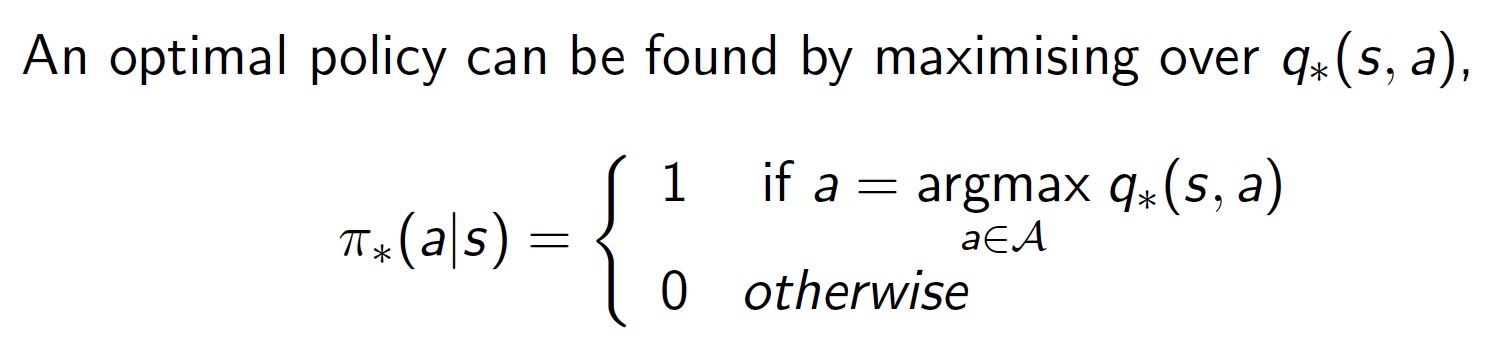 An optimal policy can be found by maximising over q∗(s, a),
1 if a = argmax q∗(s, a)
a∈𝒜
π∗(a|s) = {
0 otherwise